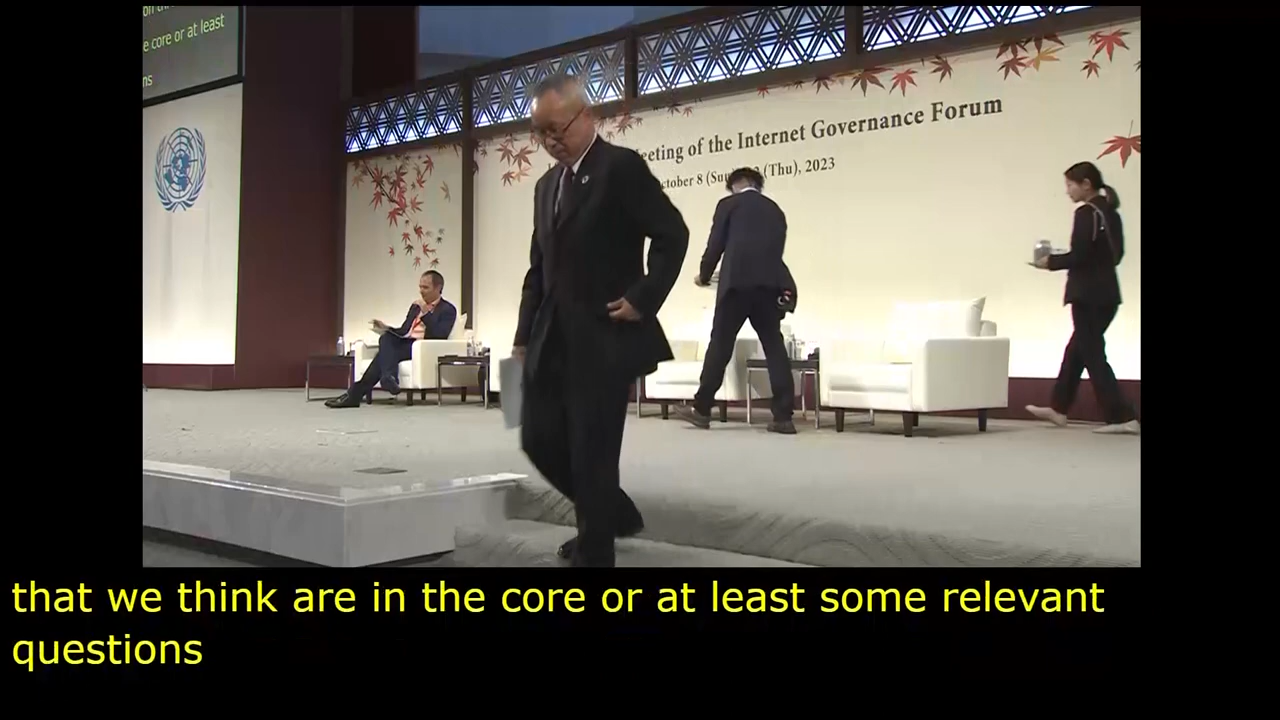 e core or at least
ns
eeting of the Internet Governance Forum
ctober 8 (Sun) (Thu), 2023
that we think are in the core or at least some relevant
questions